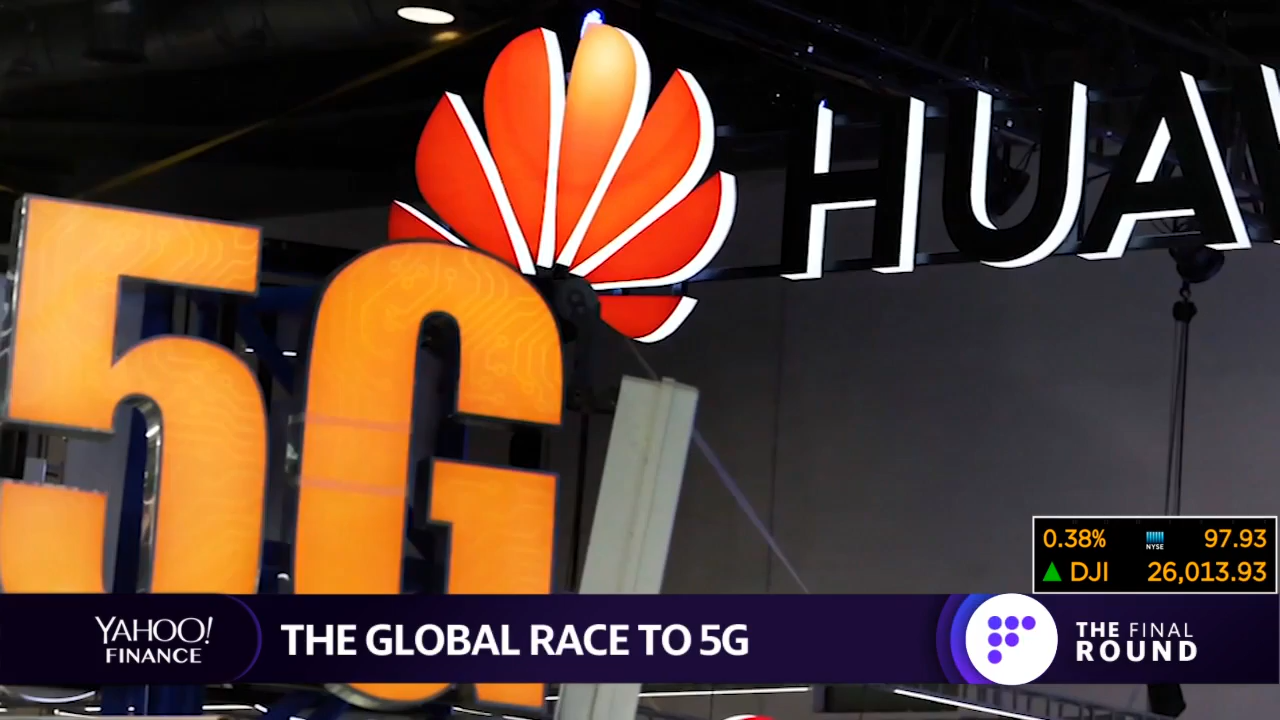 HUAW
5G
0.38% NYSE 97.93
▲ DJI 26,013.93
YAHOO!
FINANCE
THE GLOBAL RACE TO 5G
THE FINAL
ROUND